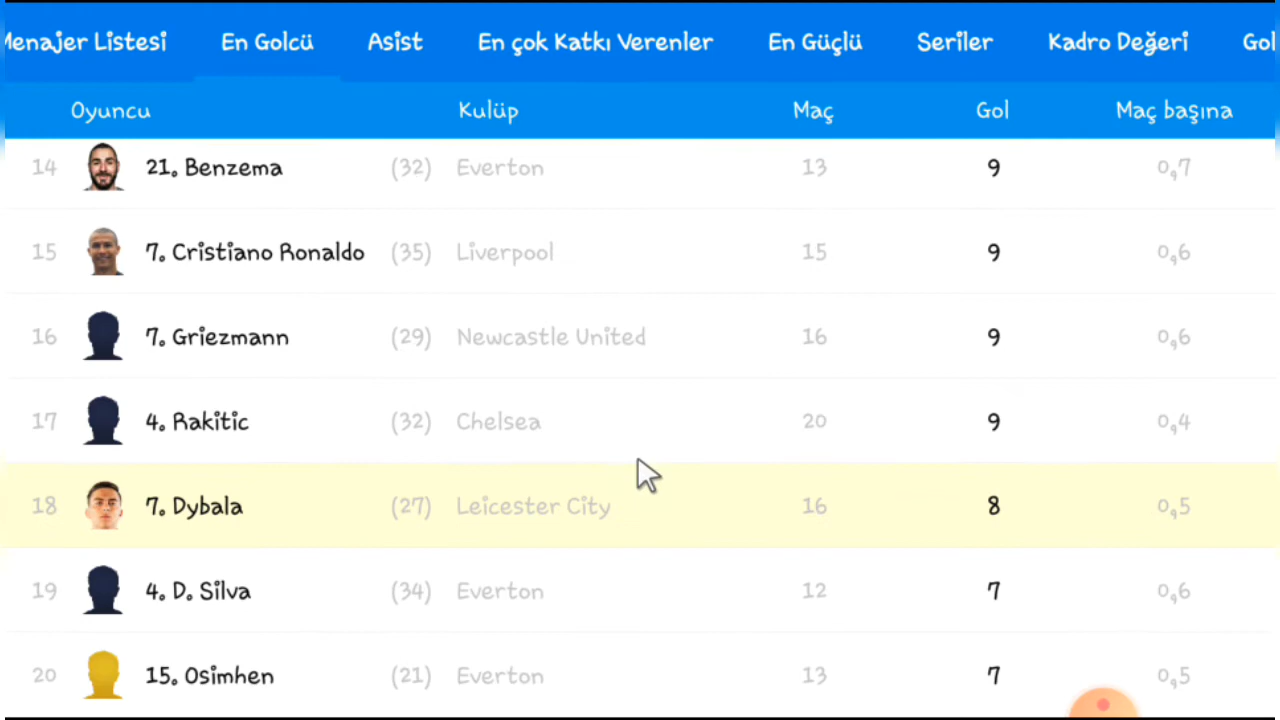 Menajer Listesi En Golcü Asist En çok Katkı Verenler En Güçlü Seriler Kadro Değeri Gol
Oyuncu Kulüp Maç Gol Maç başına
14 21. Benzema (32) Everton 13 9 0,7
15 7. Cristiano Ronaldo (35) Liverpool 15 9 0,6
16 7. Griezmann (29) Newcastle United 16 9 0,6
17 4. Rakitic (32) Chelsea 20 9 0,4
18 7. Dybala (27) Leicester City 16 8 0,5
19 4. D. Silva (34) Everton 12 7 0,6
20 15. Osimhen (21) Everton 13 7 0,5